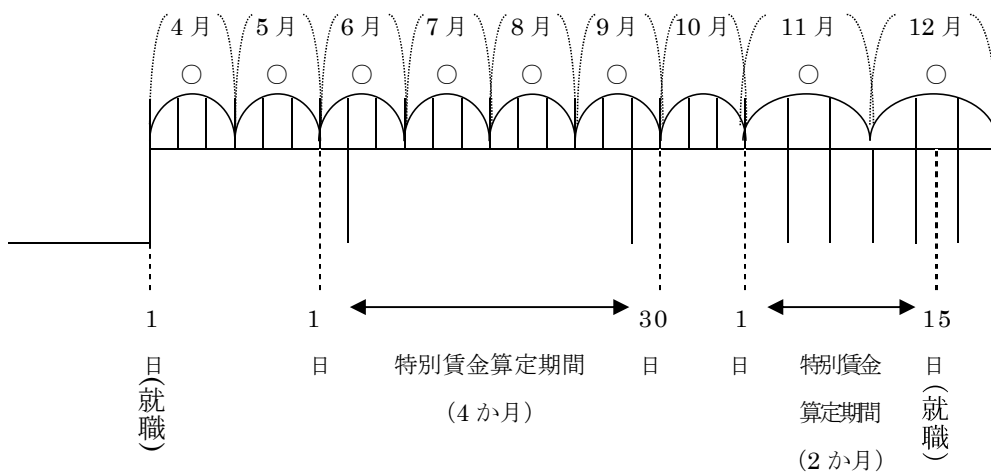 4月 5月 6月 7月 8月 9月 10月 11月 12月
○ ○ ○ ○ ○ ○ ○ ○
1 1 30 1 15
日 日 特別賃金算定期間 日 日 特別賃金 日
(就職) (4か月) 算定期間 (就職)
(2か月)